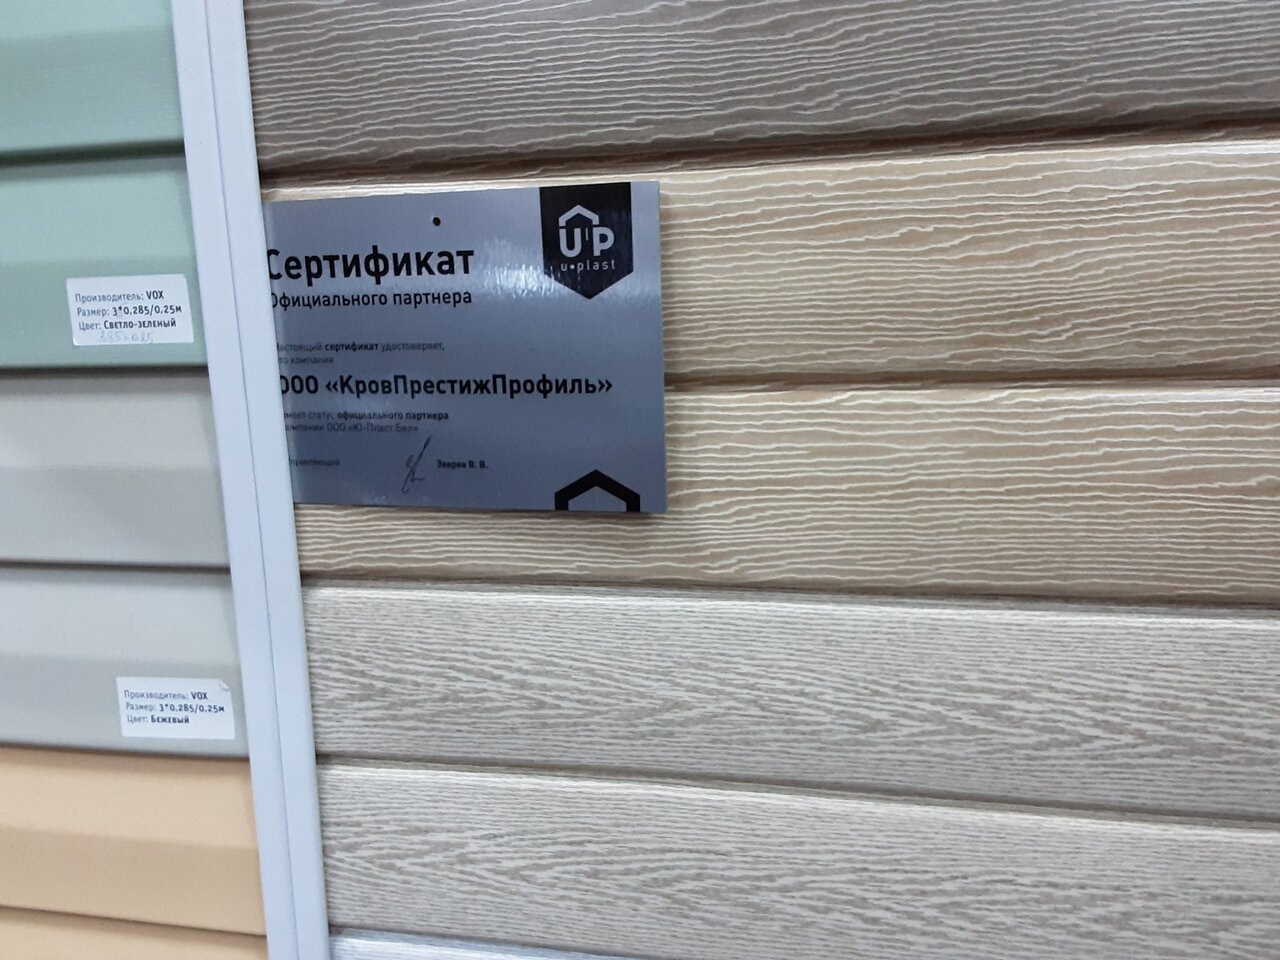 UP
u•plast
Сертификат
Официального партнера
Настоящий сертификат удостоверяет,
что компания
ООО «КровПрестижПрофиль»
имеет статус официального партнера
компании ООО «Ю-Пласт Бел»
Управляющий
Зверев В. В.
Производитель: VOX
Размер: 3*0,285/0,25м
Цвет: Светло-зеленый
Производитель: VOX
Размер: 3*0,285/0,25м
Цвет: Бежевый